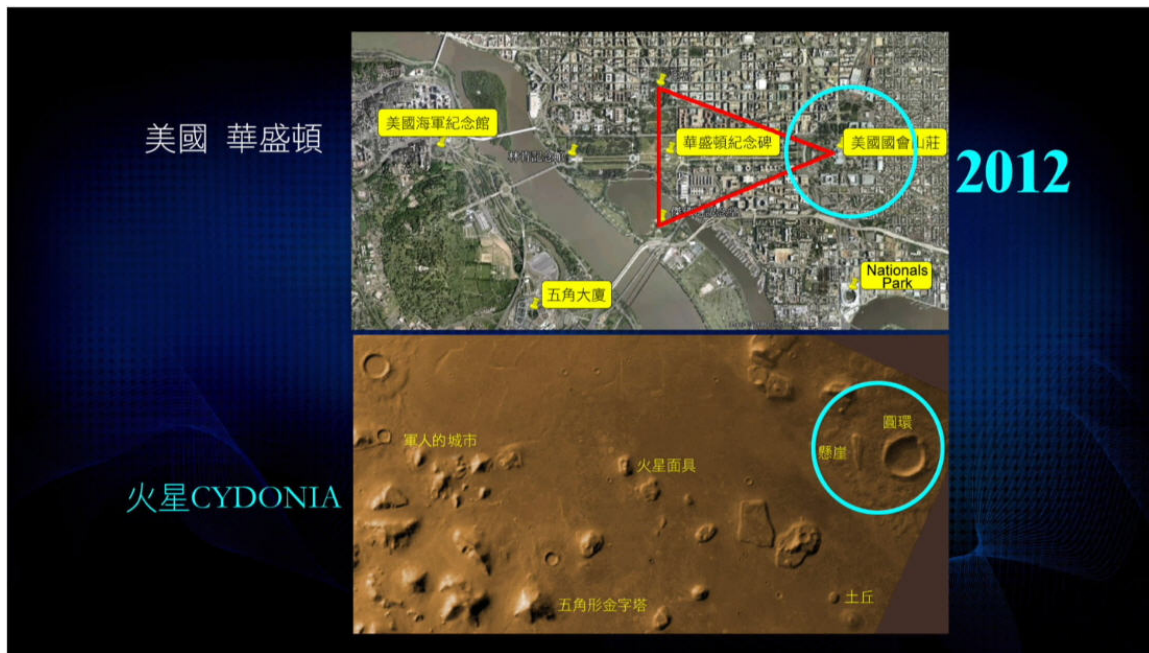 美國 華盛頓
美國海軍紀念館
華盛頓紀念碑
美國國會山莊
2012
Nationals
Park
五角大廈
圓環
懸崖
軍人的城市
火星面具
火星CYDONIA
五角形金字塔
土丘